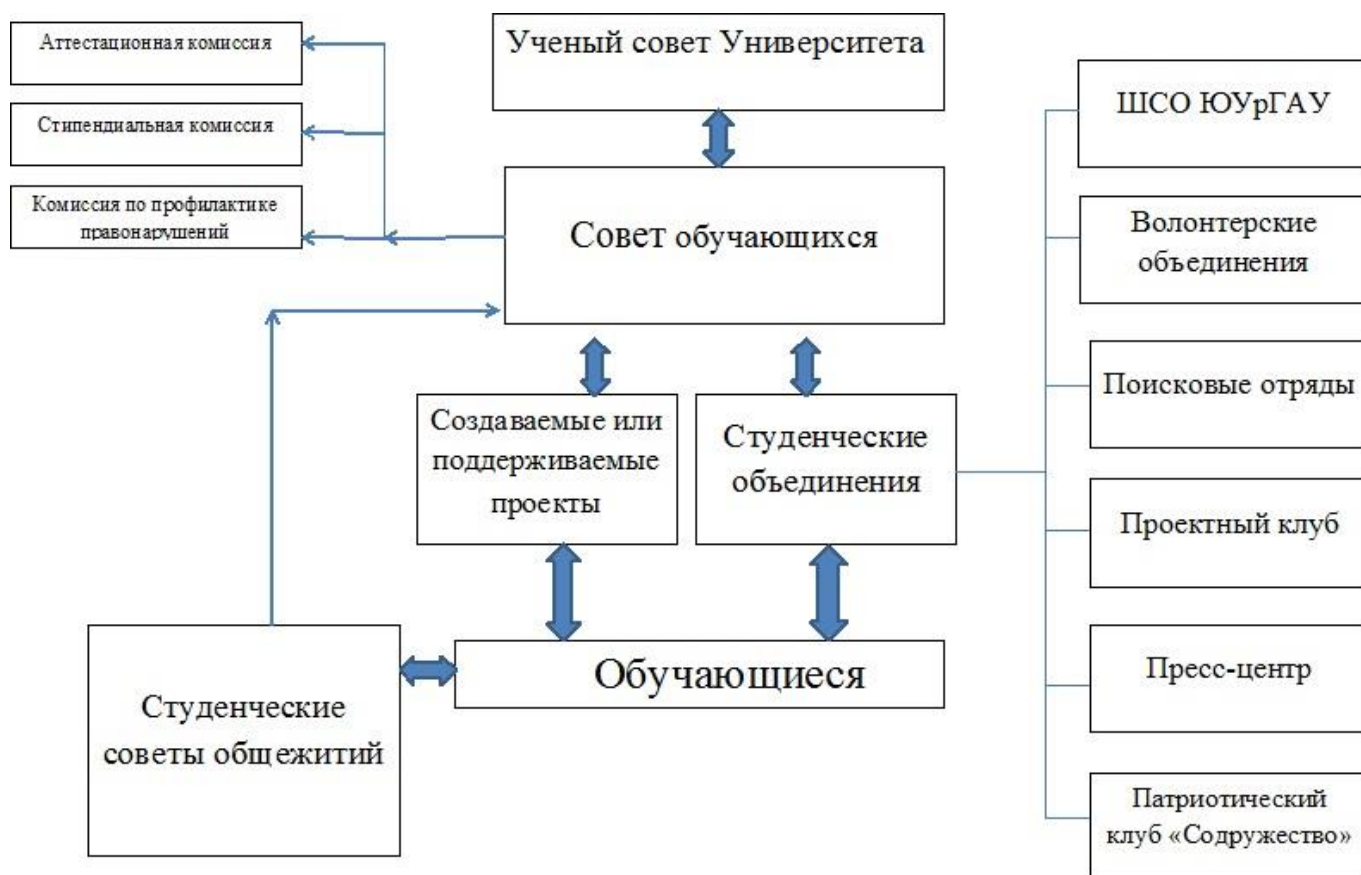 Аттестационная комиссия
Стипендиальная комиссия
Комиссия по профилактике
правонарушений
Ученый совет Университета
Совет обучающихся
Создаваемые или
поддерживаемые
проекты
Студенческие
объединения
Обучающиеся
Студенческие
советы общежитий
ШСО ЮУрГАУ
Волонтерские
объединения
Поисковые отряды
Проектный клуб
Пресс-центр
Патриотический
клуб «Содружество»